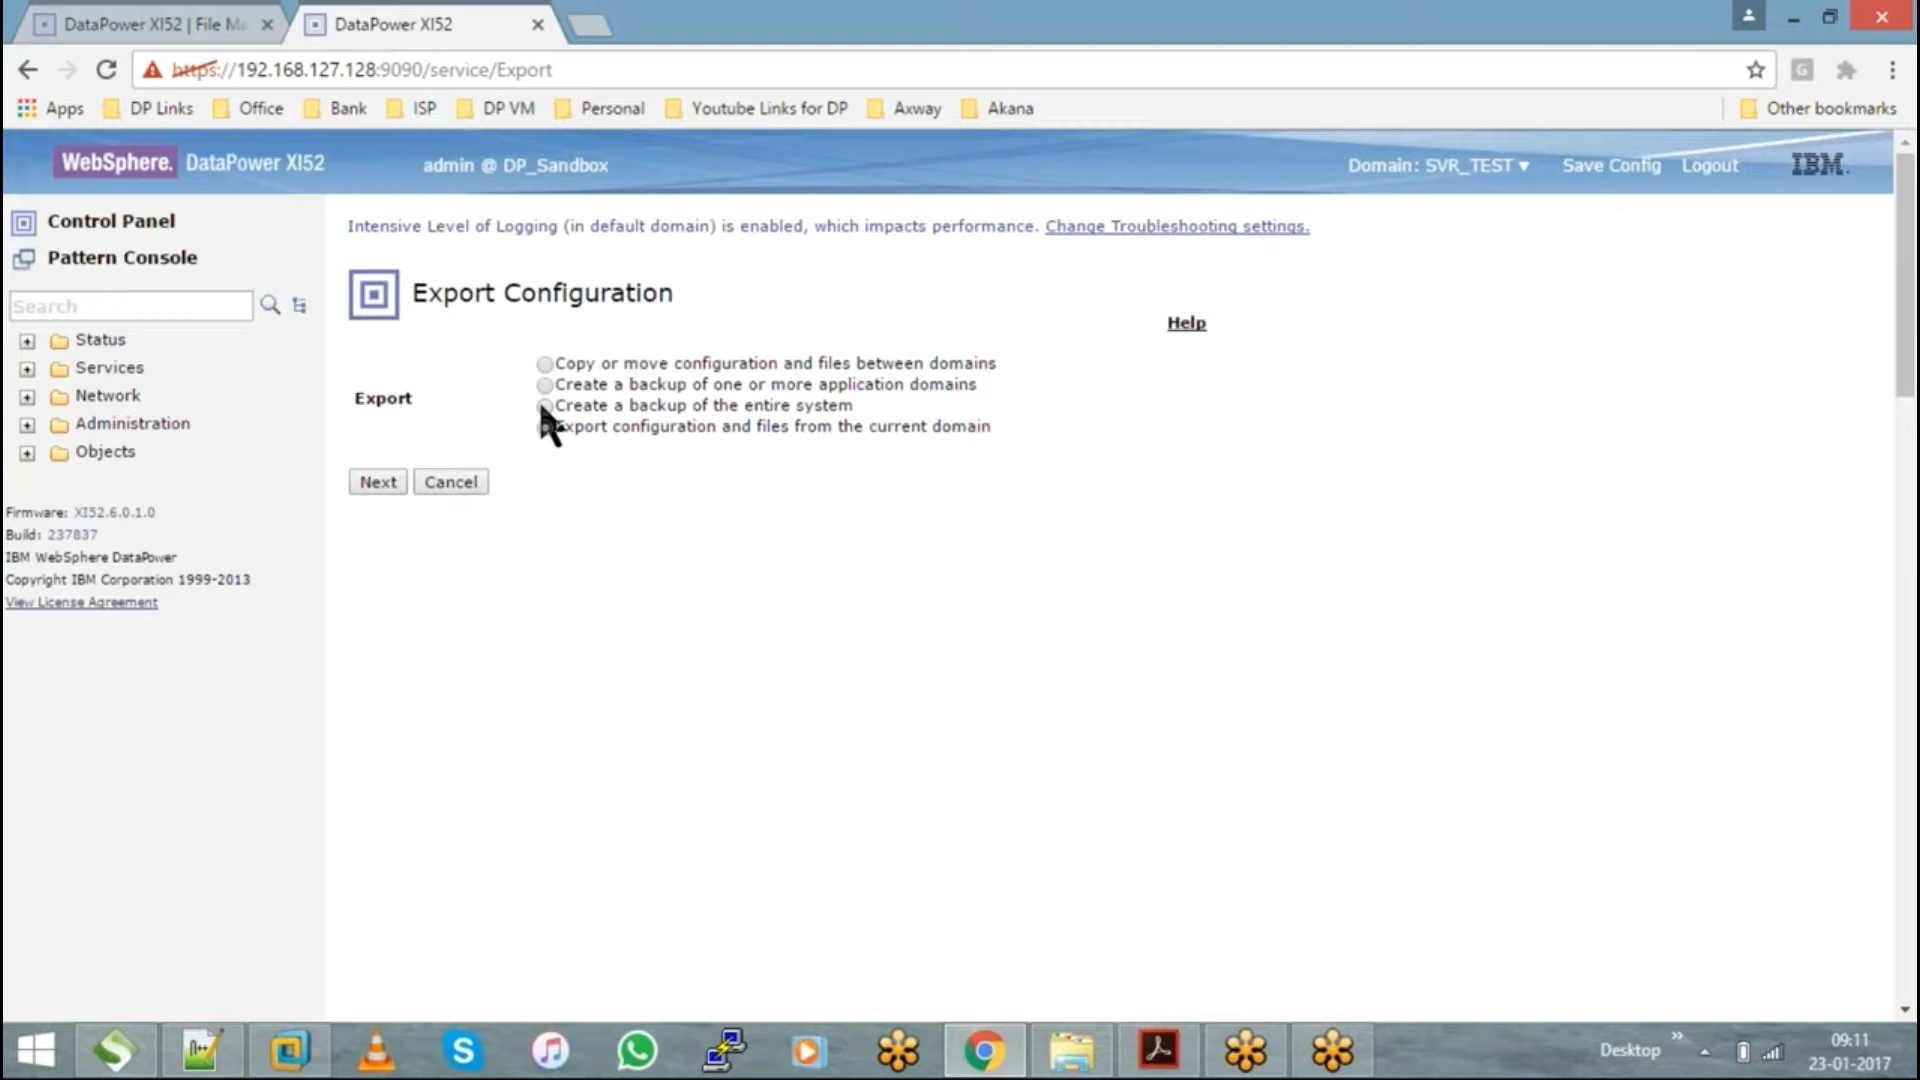 DataPower XI52 | File Ma
DataPower XI52
https://192.168.127.128:9090/service/Export
Apps DP Links Office Bank ISP DP VM Personal Youtube Links for DP Axway Akana Other bookmarks
WebSphere. DataPower XI52 admin @ DP_Sandbox Domain: SVR_TEST ▼ Save Config Logout IBM.
Control Panel
Pattern Console
Search
Status
Services
Network
Administration
Objects
Firmware: XI52.6.0.1.0
Build: 237837
IBM WebSphere DataPower
Copyright IBM Corporation 1999-2013
View License Agreement
Intensive Level of Logging (in default domain) is enabled, which impacts performance. Change Troubleshooting settings.
Export Configuration
Help
Export
Copy or move configuration and files between domains
Create a backup of one or more application domains
Create a backup of the entire system
Export configuration and files from the current domain
Next Cancel
Desktop
09:11
23-01-2017